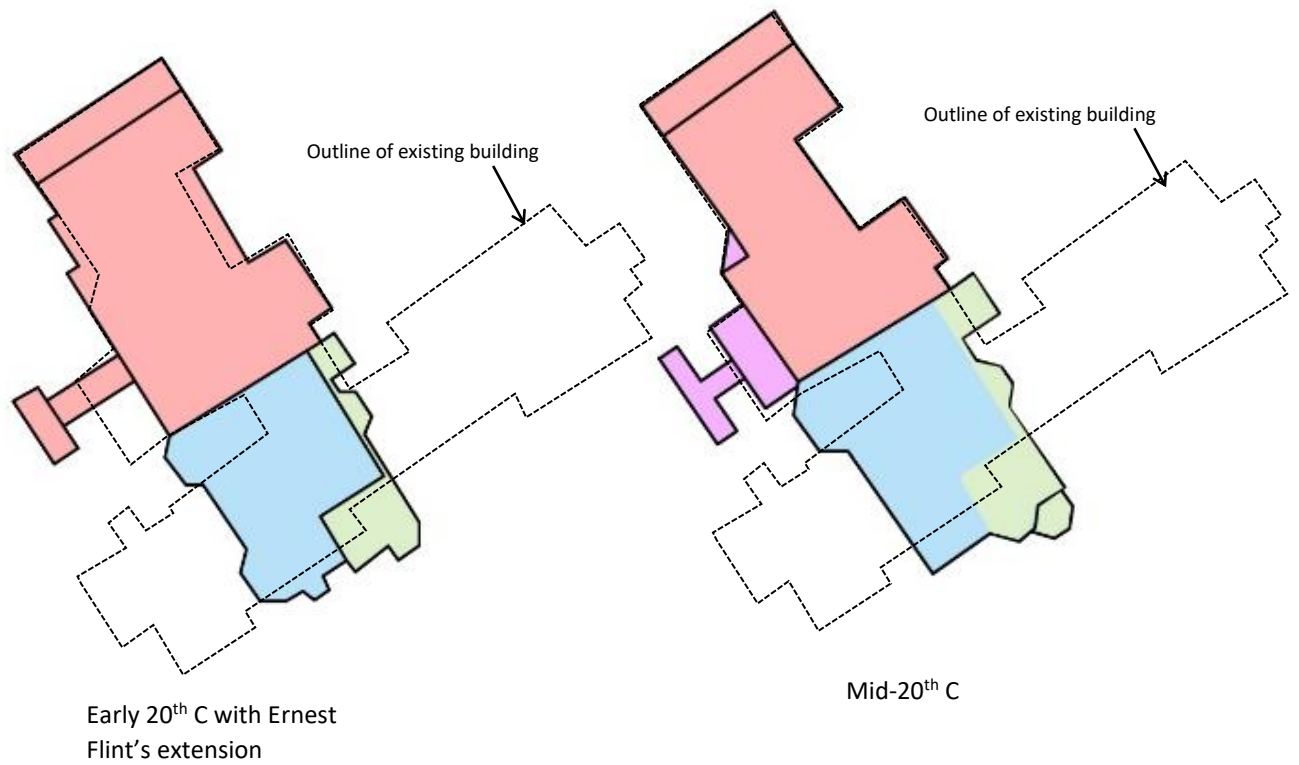 Outline of existing building
Outline of existing building
Early 20th C with Ernest
Flint’s extension
Mid-20th C